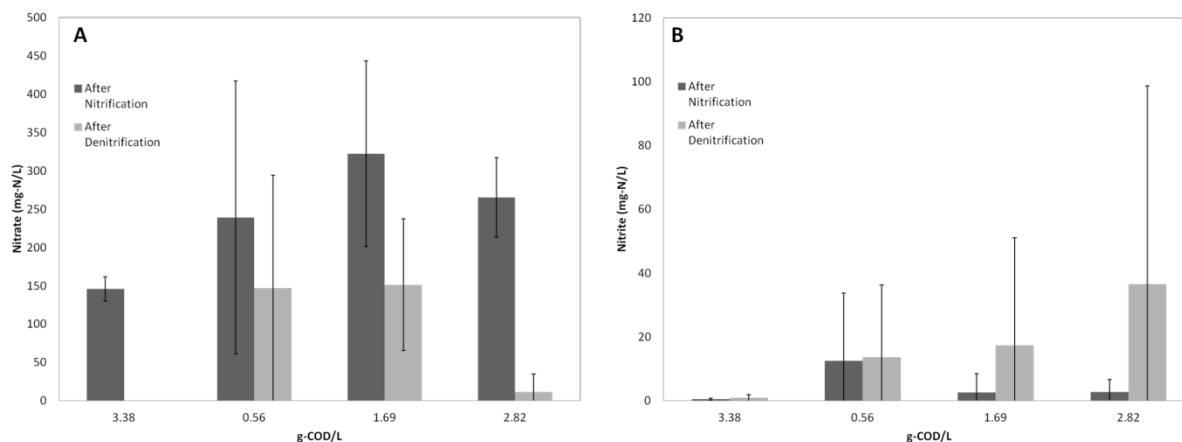 A
500
450
400
350
300
250
200
150
100
50
0
Nitrate (mg-N/L)
After
Nitrification
After
Denitrification
3.38 0.56 1.69 2.82
g-COD/L
B
120
100
80
60
40
20
0
Nitrite (mg-N/L)
After
Nitrification
After
Denitrification
3.38 0.56 1.69 2.82
g-COD/L